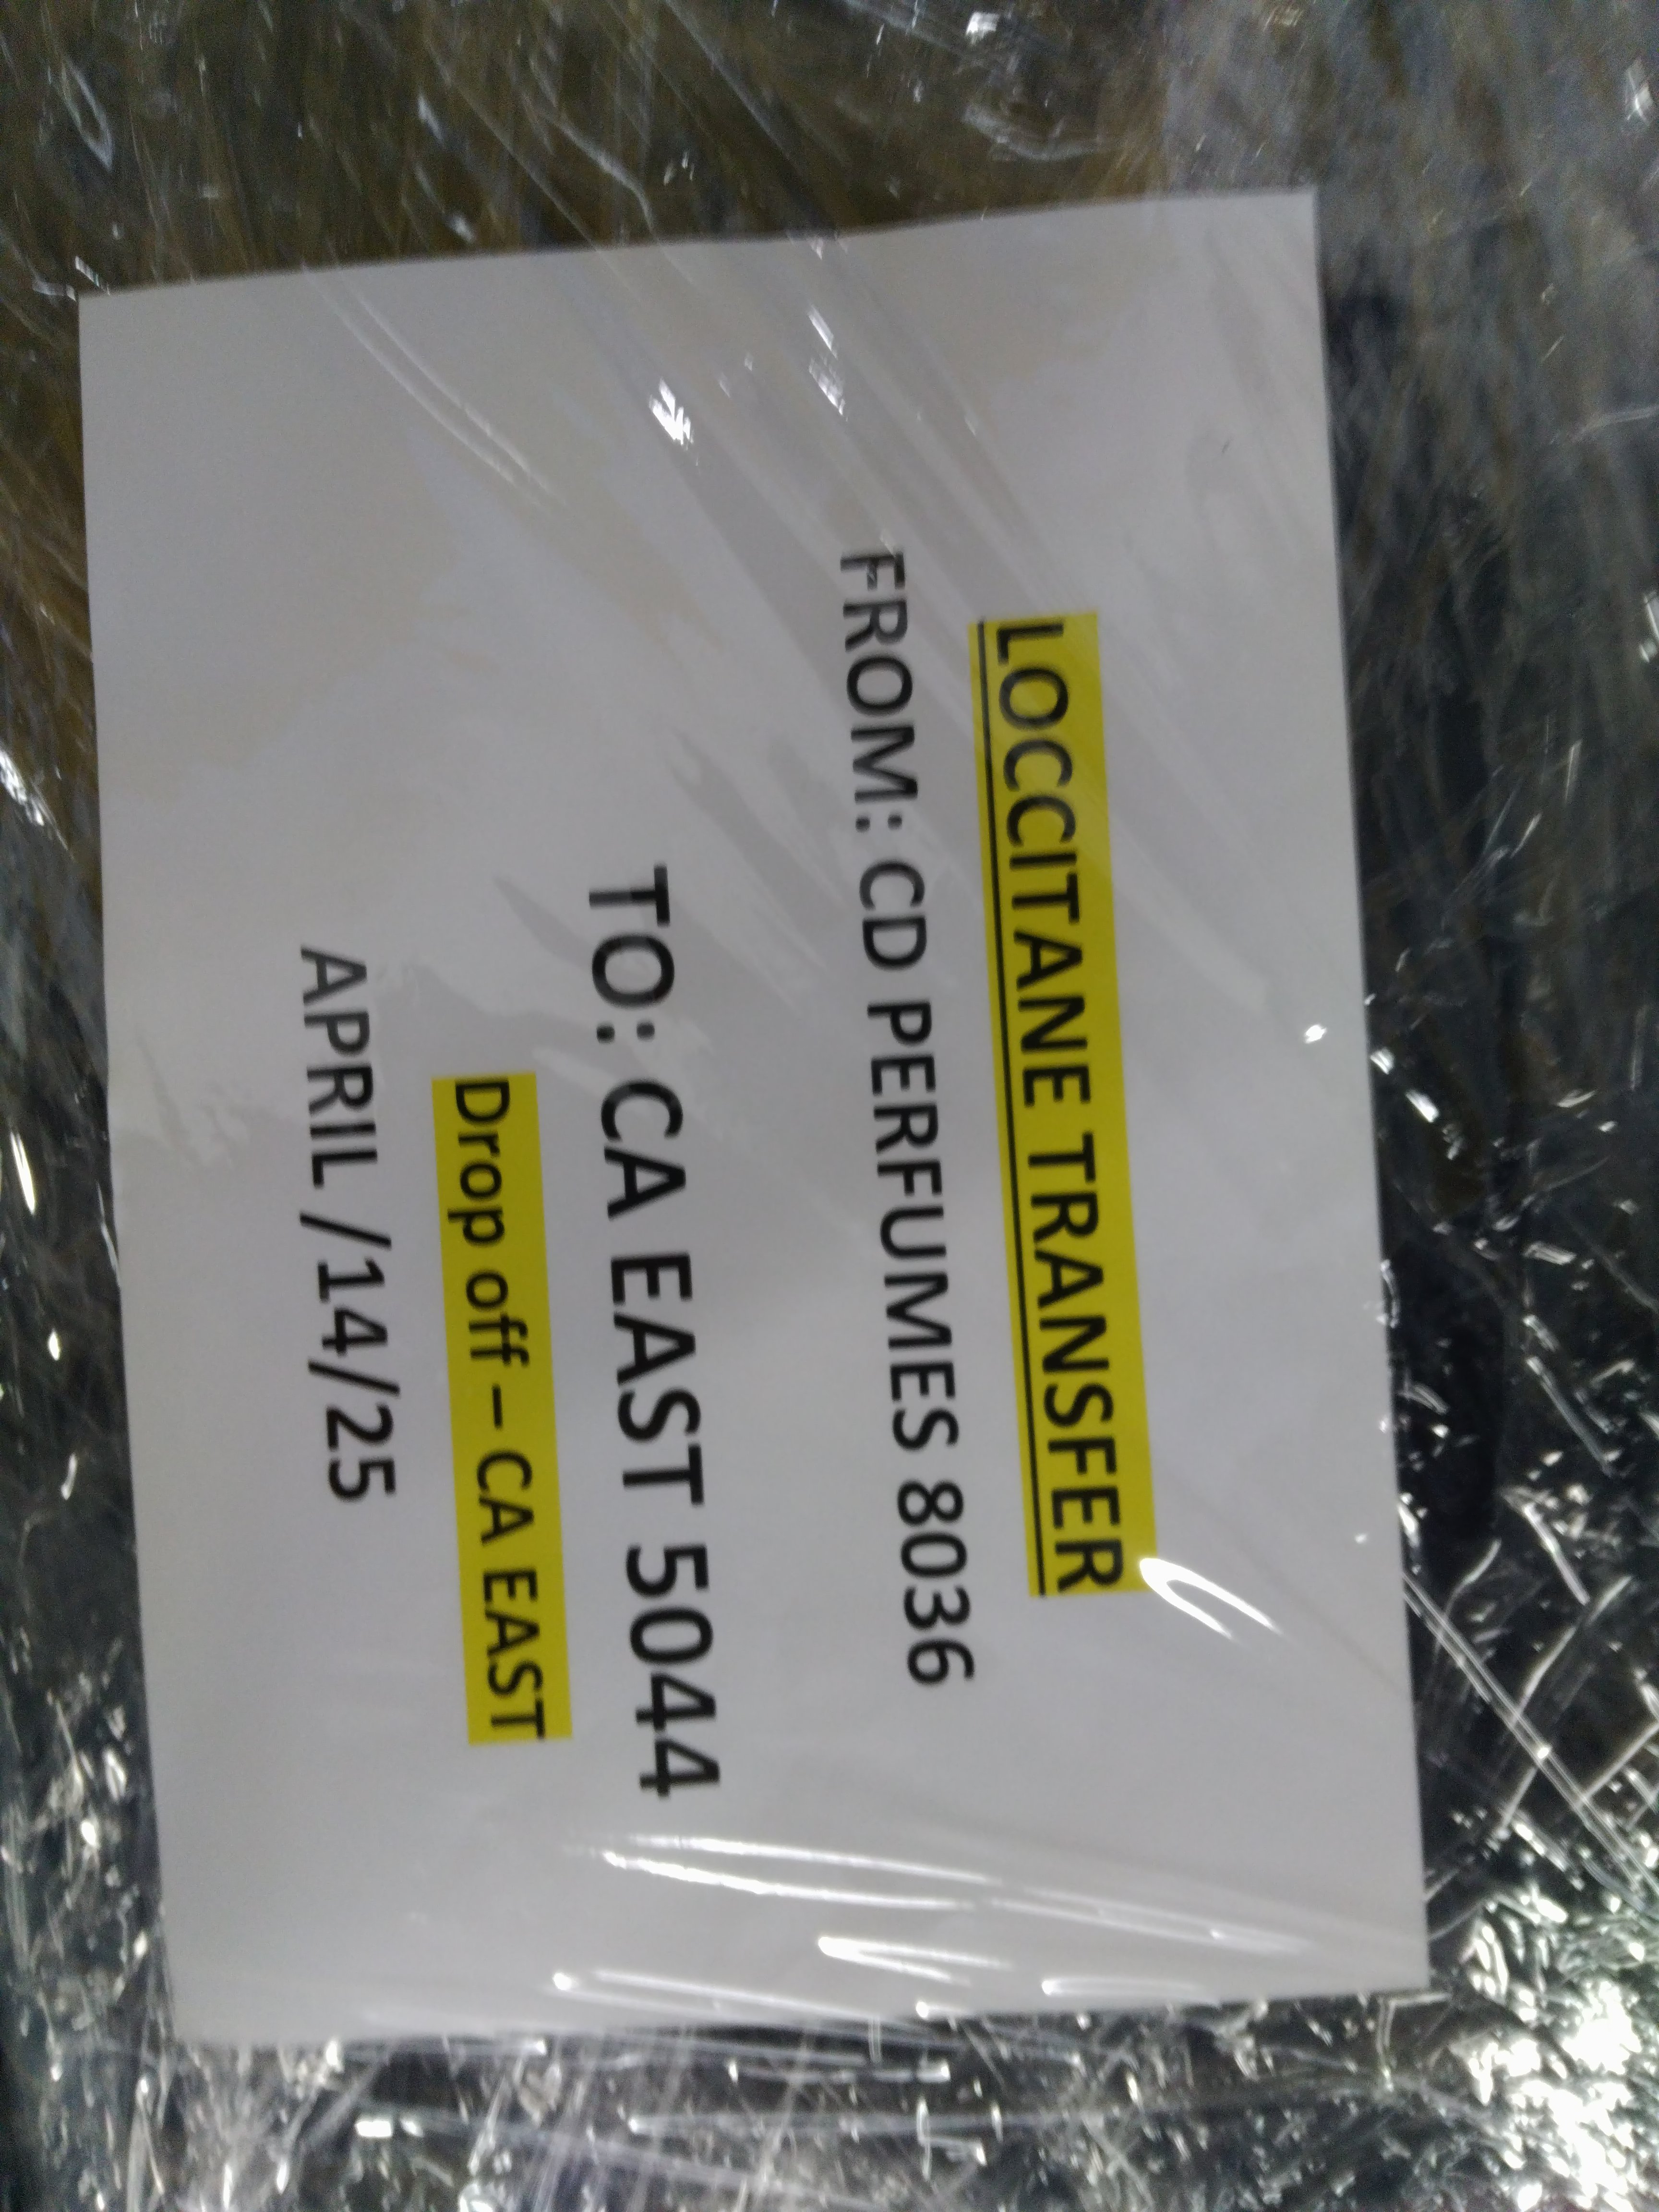 LOCCITANE TRANSFER
FROM: CD PERFUMES 8036
TO: CA EAST 5044
Drop off – CA EAST
APRIL /14/25